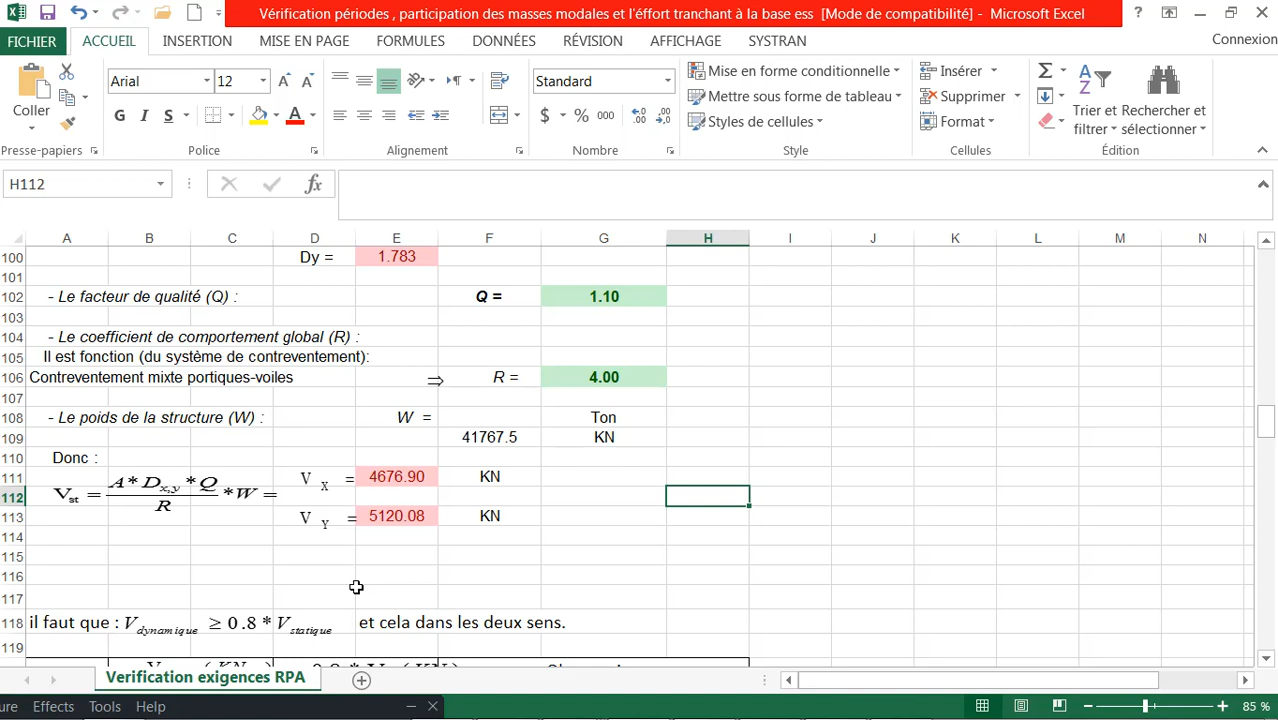 Vérification périodes , participation des masses modales et l'éffort tranchant à la base ess [Mode de compatibilité] - Microsoft Excel
FICHIER ACCUEIL INSERTION MISE EN PAGE FORMULES DONNÉES RÉVISION AFFICHAGE SYSTRAN Connexion
Coller
Arial 12
Standard
Mise en forme conditionnelle
Mettre sous forme de tableau
Styles de cellules
Insérer
Supprimer
Format
Trier et filtrer
Rechercher et sélectionner
Presse-papiers Police Alignement Nombre Style Cellules Édition
H112
A B C D E F G H I J K L M N
100 Dy = 1.783
101
102 - Le facteur de qualité (Q) : Q = 1.10
103
104 - Le coefficient de comportement global (R) :
105 Il est fonction (du système de contreventement):
106 Contreventement mixte portiques-voiles ⇒ R = 4.00
107
108 - Le poids de la structure (W) : W = Ton
109 41767.5 KN
110 Donc :
111 V X = 4676.90 KN
112 Vst = A * Dx,y * Q / R * W =
113 V Y = 5120.08 KN
114
115
116
117
118 il faut que : Vdynamique ≥ 0.8 * Vstatique et cela dans les deux sens.
119
Verification exigences RPA
ure Effects Tools Help
85 %